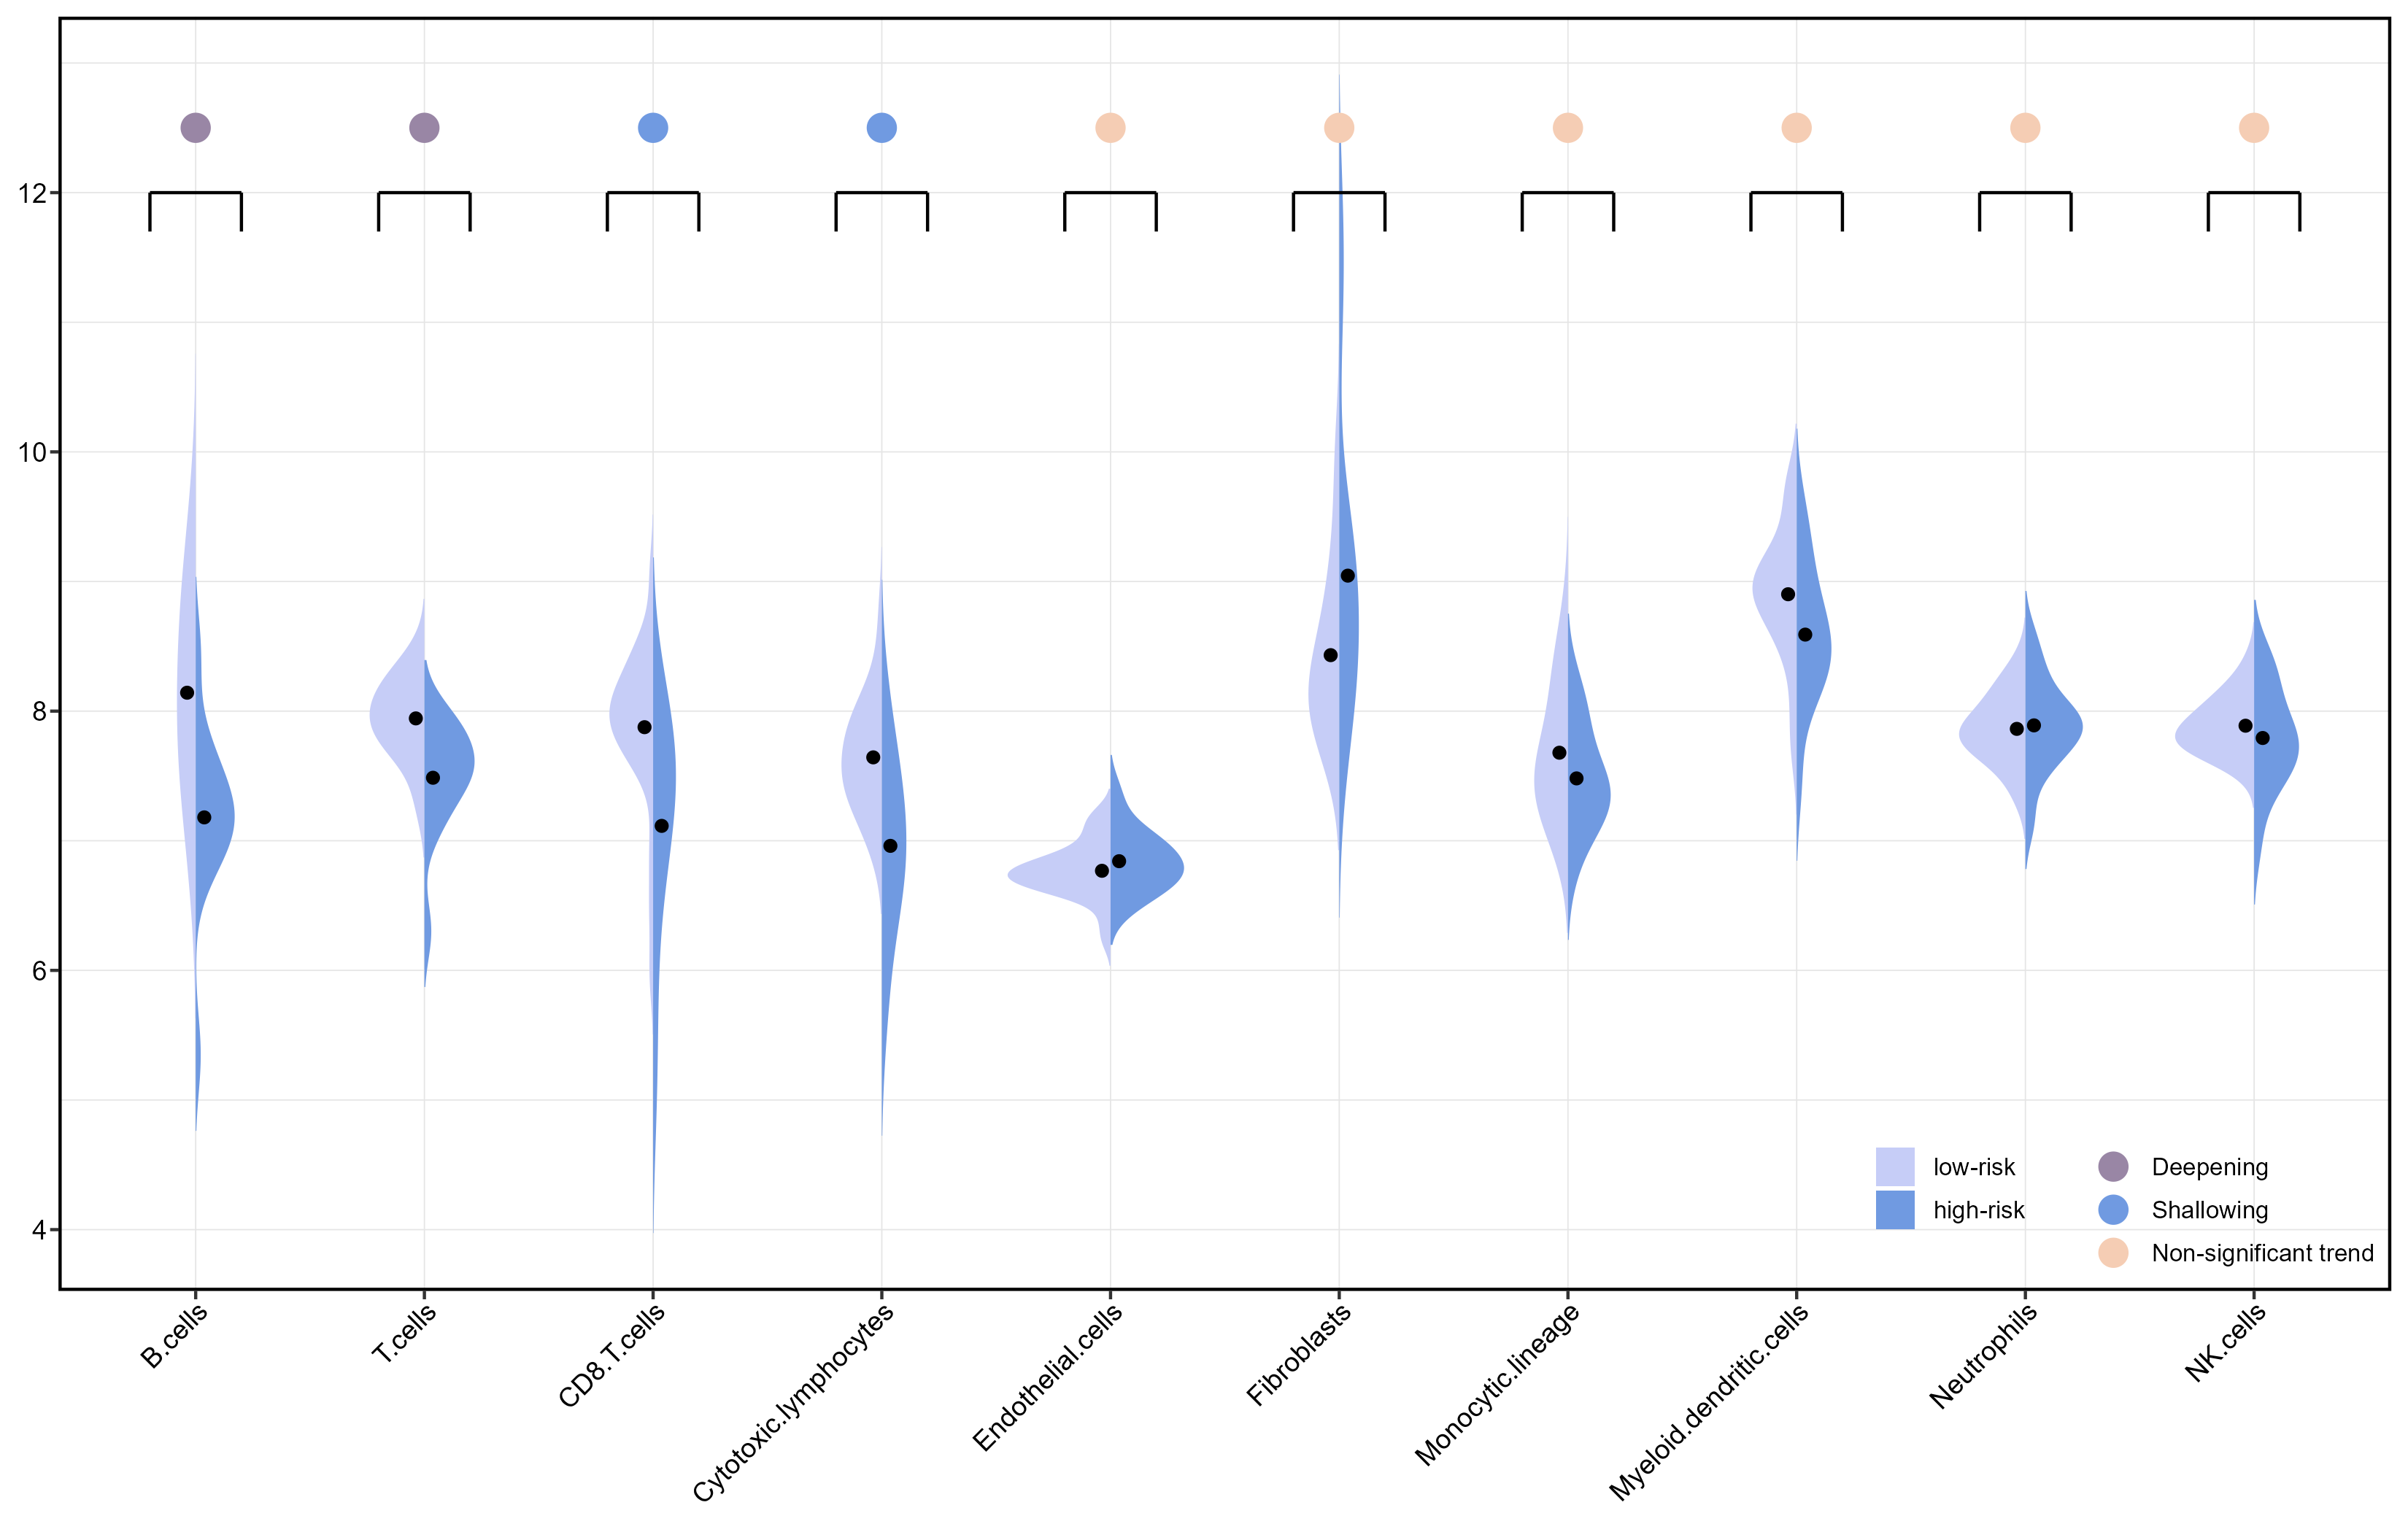 12
10
8
6
4
B.cells
T.cells
CD8.T.cells
Cytotoxic.lymphocytes
Endothelial.cells
Fibroblasts
Monocytic.lineage
Myeloid.dendritic.cells
Neutrophils
NK.cells
low-risk
high-risk
Deepening
Shallowing
Non-significant trend